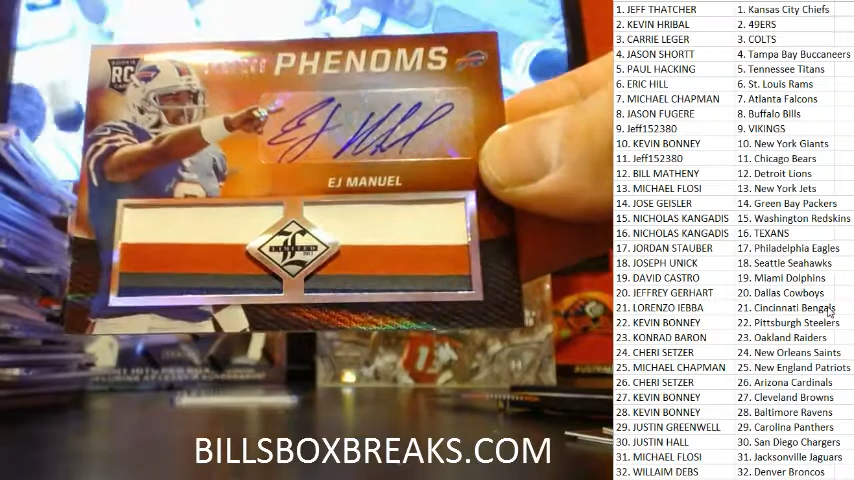 RC
PHENOMS
EJ Manuel
EJ MANUEL
LIMITED
BILLSBOXBREAKS.COM
1. JEFF THATCHER 1. Kansas City Chiefs
2. KEVIN HRIBAL 2. 49ERS
3. CARRIE LEGER 3. COLTS
4. JASON SHORTT 4. Tampa Bay Buccaneers
5. PAUL HACKING 5. Tennessee Titans
6. ERIC HILL 6. St. Louis Rams
7. MICHAEL CHAPMAN 7. Atlanta Falcons
8. JASON FUGERE 8. Buffalo Bills
9. Jeff152380 9. VIKINGS
10. KEVIN BONNEY 10. New York Giants
11. Jeff152380 11. Chicago Bears
12. BILL MATHENY 12. Detroit Lions
13. MICHAEL FLOSI 13. New York Jets
14. JOSE GEISLER 14. Green Bay Packers
15. NICHOLAS KANGADIS 15. Washington Redskins
16. NICHOLAS KANGADIS 16. TEXANS
17. JORDAN STAUBER 17. Philadelphia Eagles
18. JOSEPH UNICK 18. Seattle Seahawks
19. DAVID CASTRO 19. Miami Dolphins
20. JEFFREY GERHART 20. Dallas Cowboys
21. LORENZO IEBBA 21. Cincinnati Bengals
22. KEVIN BONNEY 22. Pittsburgh Steelers
23. KONRAD BARON 23. Oakland Raiders
24. CHERI SETZER 24. New Orleans Saints
25. MICHAEL CHAPMAN 25. New England Patriots
26. CHERI SETZER 26. Arizona Cardinals
27. KEVIN BONNEY 27. Cleveland Browns
28. KEVIN BONNEY 28. Baltimore Ravens
29. JUSTIN GREENWELL 29. Carolina Panthers
30. JUSTIN HALL 30. San Diego Chargers
31. MICHAEL FLOSI 31. Jacksonville Jaguars
32. WILLAIM DEBS 32. Denver Broncos